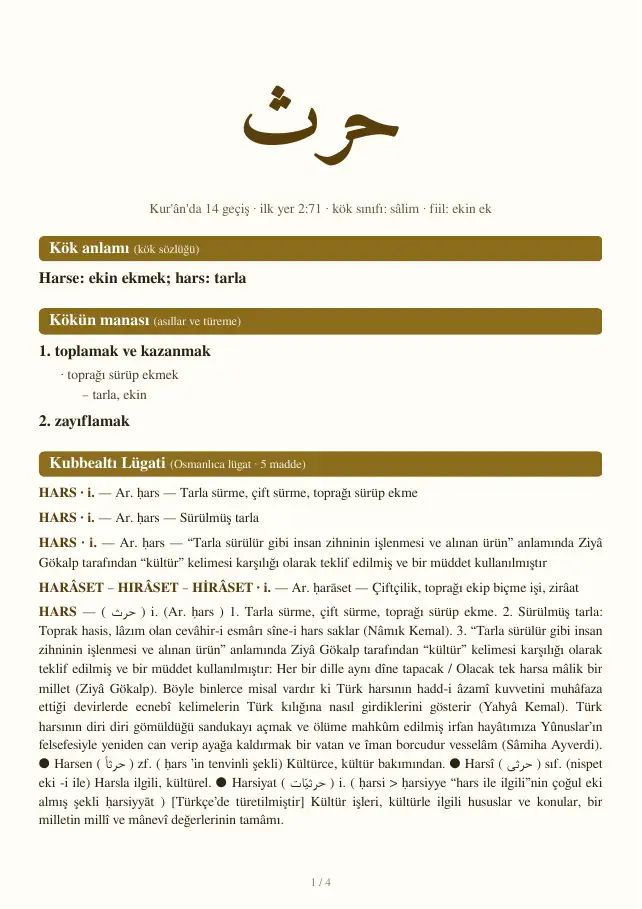 حرث
Kur'ân'da 14 geçiş · ilk yer 2:71 · kök sınıfı: sâlim · fiil: ekin ek
Kök anlamı (kök sözlüğü)
Harse: ekin ekmek; hars: tarla
Kökün manası (asıllar ve türeme)
1. toplamak ve kazanmak
· toprağı sürüp ekmek
– tarla, ekin
2. zayıflamak
Kubbealtı Lügati (Osmanlıca lügat · 5 madde)
HARS · i. — Ar. ḥars — Tarla sürme, çift sürme, toprağı sürüp ekme
HARS · i. — Ar. ḥars — Sürülmüş tarla
HARS · i. — Ar. ḥars — “Tarla sürülür gibi insan zihninin işlenmesi ve alınan ürün” anlamında Ziyâ
Gökalp tarafından “kültür” kelimesi karşılığı olarak teklif edilmiş ve bir müddet kullanılmıştır
HARÂSET – HIRÂSET – HİRÂSET · i. — Ar. ḥarāset — Çiftçilik, toprağı ekip biçme işi, zirâat
HARS — ( حرث ) i. (Ar. ḥars ) 1. Tarla sürme, çift sürme, toprağı sürüp ekme. 2. Sürülmüş tarla:
Toprak hasis, lâzım olan cevâhir-i esmârı sîne-i hars saklar (Nâmık Kemal). 3. “Tarla sürülür gibi insan
zihninin işlenmesi ve alınan ürün” anlamında Ziyâ Gökalp tarafından “kültür” kelimesi karşılığı olarak
teklif edilmiş ve bir müddet kullanılmıştır: Her bir dille aynı dîne tapacak / Olacak tek harsa mâlik bir
millet (Ziyâ Gökalp). Böyle binlerce misal vardır ki Türk harsının hadd-i âzamî kuvvetini muhâfaza
ettiği devirlerde ecnebî kelimelerin Türk kılığına nasıl girdiklerini gösterir (Yahyâ Kemal). Türk
harsının diri diri gömüldüğü sandukayı açmak ve ölüme mahkûm edilmiş irfan hayâtımıza Yûnuslar’ın
felsefesiyle yeniden can verip ayağa kaldırmak bir vatan ve îman borcudur vesselâm (Sâmiha Ayverdi).
● Harsen ( حرثاً ) zf. ( ḥars ’in tenvinli şekli) Kültürce, kültür bakımından. ● Harsî ( حرثى ) sıf. (nispet
eki -i ile) Harsla ilgili, kültürel. ● Harsiyat ( حرثيّات ) i. ( ḥarsi > ḥarsiyye “hars ile ilgili”nin çoğul eki
almış şekli ḥarsiyyāt ) [Türkçe’de türetilmiştir] Kültür işleri, kültürle ilgili hususlar ve konular, bir
milletin millî ve mânevî değerlerinin tamâmı.
1 / 4